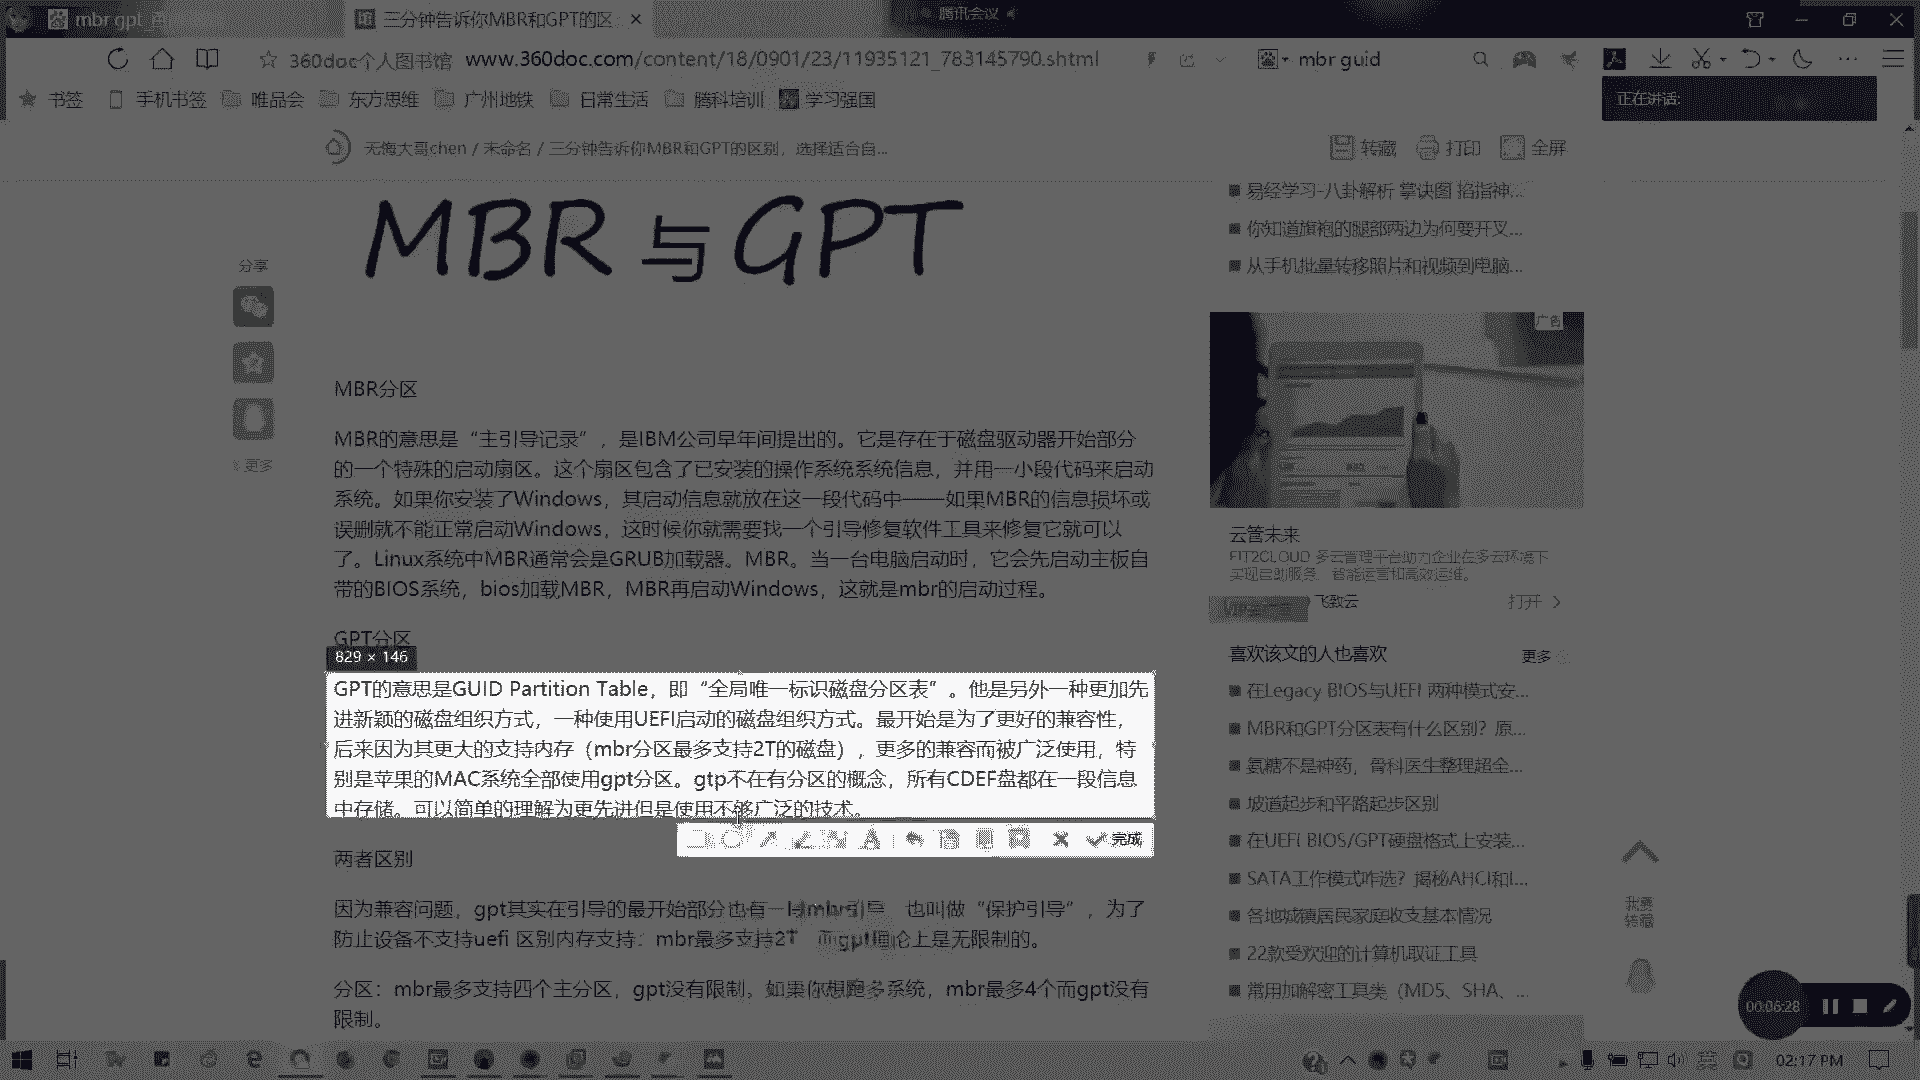 mbr gpt_百
三分钟告诉你MBR和GPT的区
腾讯会议
360doc个人图书馆 www.360doc.com/content/18/0901/23/11935121_783145790.shtml
mbr guid
书签 手机书签 唯品会 东方思维 广州地铁 日常生活 腾科培训 学习强国
正在讲话:
无悔大哥chen / 未命名 / 三分钟告诉你MBR和GPT的区别，选择适合自...
转藏 打印 全屏
MBR与GPT
分享
更多
MBR分区
MBR的意思是“主引导记录”，是IBM公司早年间提出的。它是存在于磁盘驱动器开始部分
的一个特殊的启动扇区。这个扇区包含了已安装的操作系统系统信息，并用一小段代码来启动
系统。如果你安装了Windows，其启动信息就放在这一段代码中——如果MBR的信息损坏或
误删就不能正常启动Windows，这时候你就需要找一个引导修复软件工具来修复它就可以
了。Linux系统中MBR通常会是GRUB加载器。MBR。当一台电脑启动时，它会先启动主板自
带的BIOS系统，bios加载MBR，MBR再启动Windows，这就是mbr的启动过程。
GPT分区
829 × 146
GPT的意思是GUID Partition Table，即“全局唯一标识磁盘分区表”。他是另外一种更加先
进新颖的磁盘组织方式，一种使用UEFI启动的磁盘组织方式。最开始是为了更好的兼容性，
后来因为其更大的支持内存（mbr分区最多支持2T的磁盘），更多的兼容而被广泛使用，特
别是苹果的MAC系统全部使用gpt分区。gtp不在有分区的概念，所有CDEF盘都在一段信息
中存储。可以简单的理解为更先进但是使用不够广泛的技术。
完成
两者区别
因为兼容问题，gpt其实在引导的最开始部分也有一段mbr引导，也叫做“保护引导”，为了
防止设备不支持uefi 区别内存支持：mbr最多支持2T，而gpt理论上是无限制的。
分区：mbr最多支持四个主分区，gpt没有限制。如果你想跑多系统，mbr最多4个而gpt没有
限制。
易经学习-八卦解析 掌诀图 掐指神...
你知道旗袍的腿部两边为何要开叉...
从手机批量转移照片和视频到电脑...
广告
云管未来
FIT2CLOUD 多云管理平台助力企业在多云环境下
实现自助服务、智能运营和高效运维。
飞致云
打开
喜欢该文的人也喜欢 更多
在Legacy BIOS与UEFI 两种模式安...
MBR和GPT分区表有什么区别？原...
氨糖不是神药，骨科医生整理超全...
坡道起步和平路起步区别
在UEFI BIOS/GPT硬盘格式上安装...
SATA工作模式咋选？揭秘AHCI和I...
各地城镇居民家庭收支基本情况
22款受欢迎的计算机取证工具
常用加解密工具类（MD5、SHA、...
我要
转藏
00:06:28
英
02:17 PM